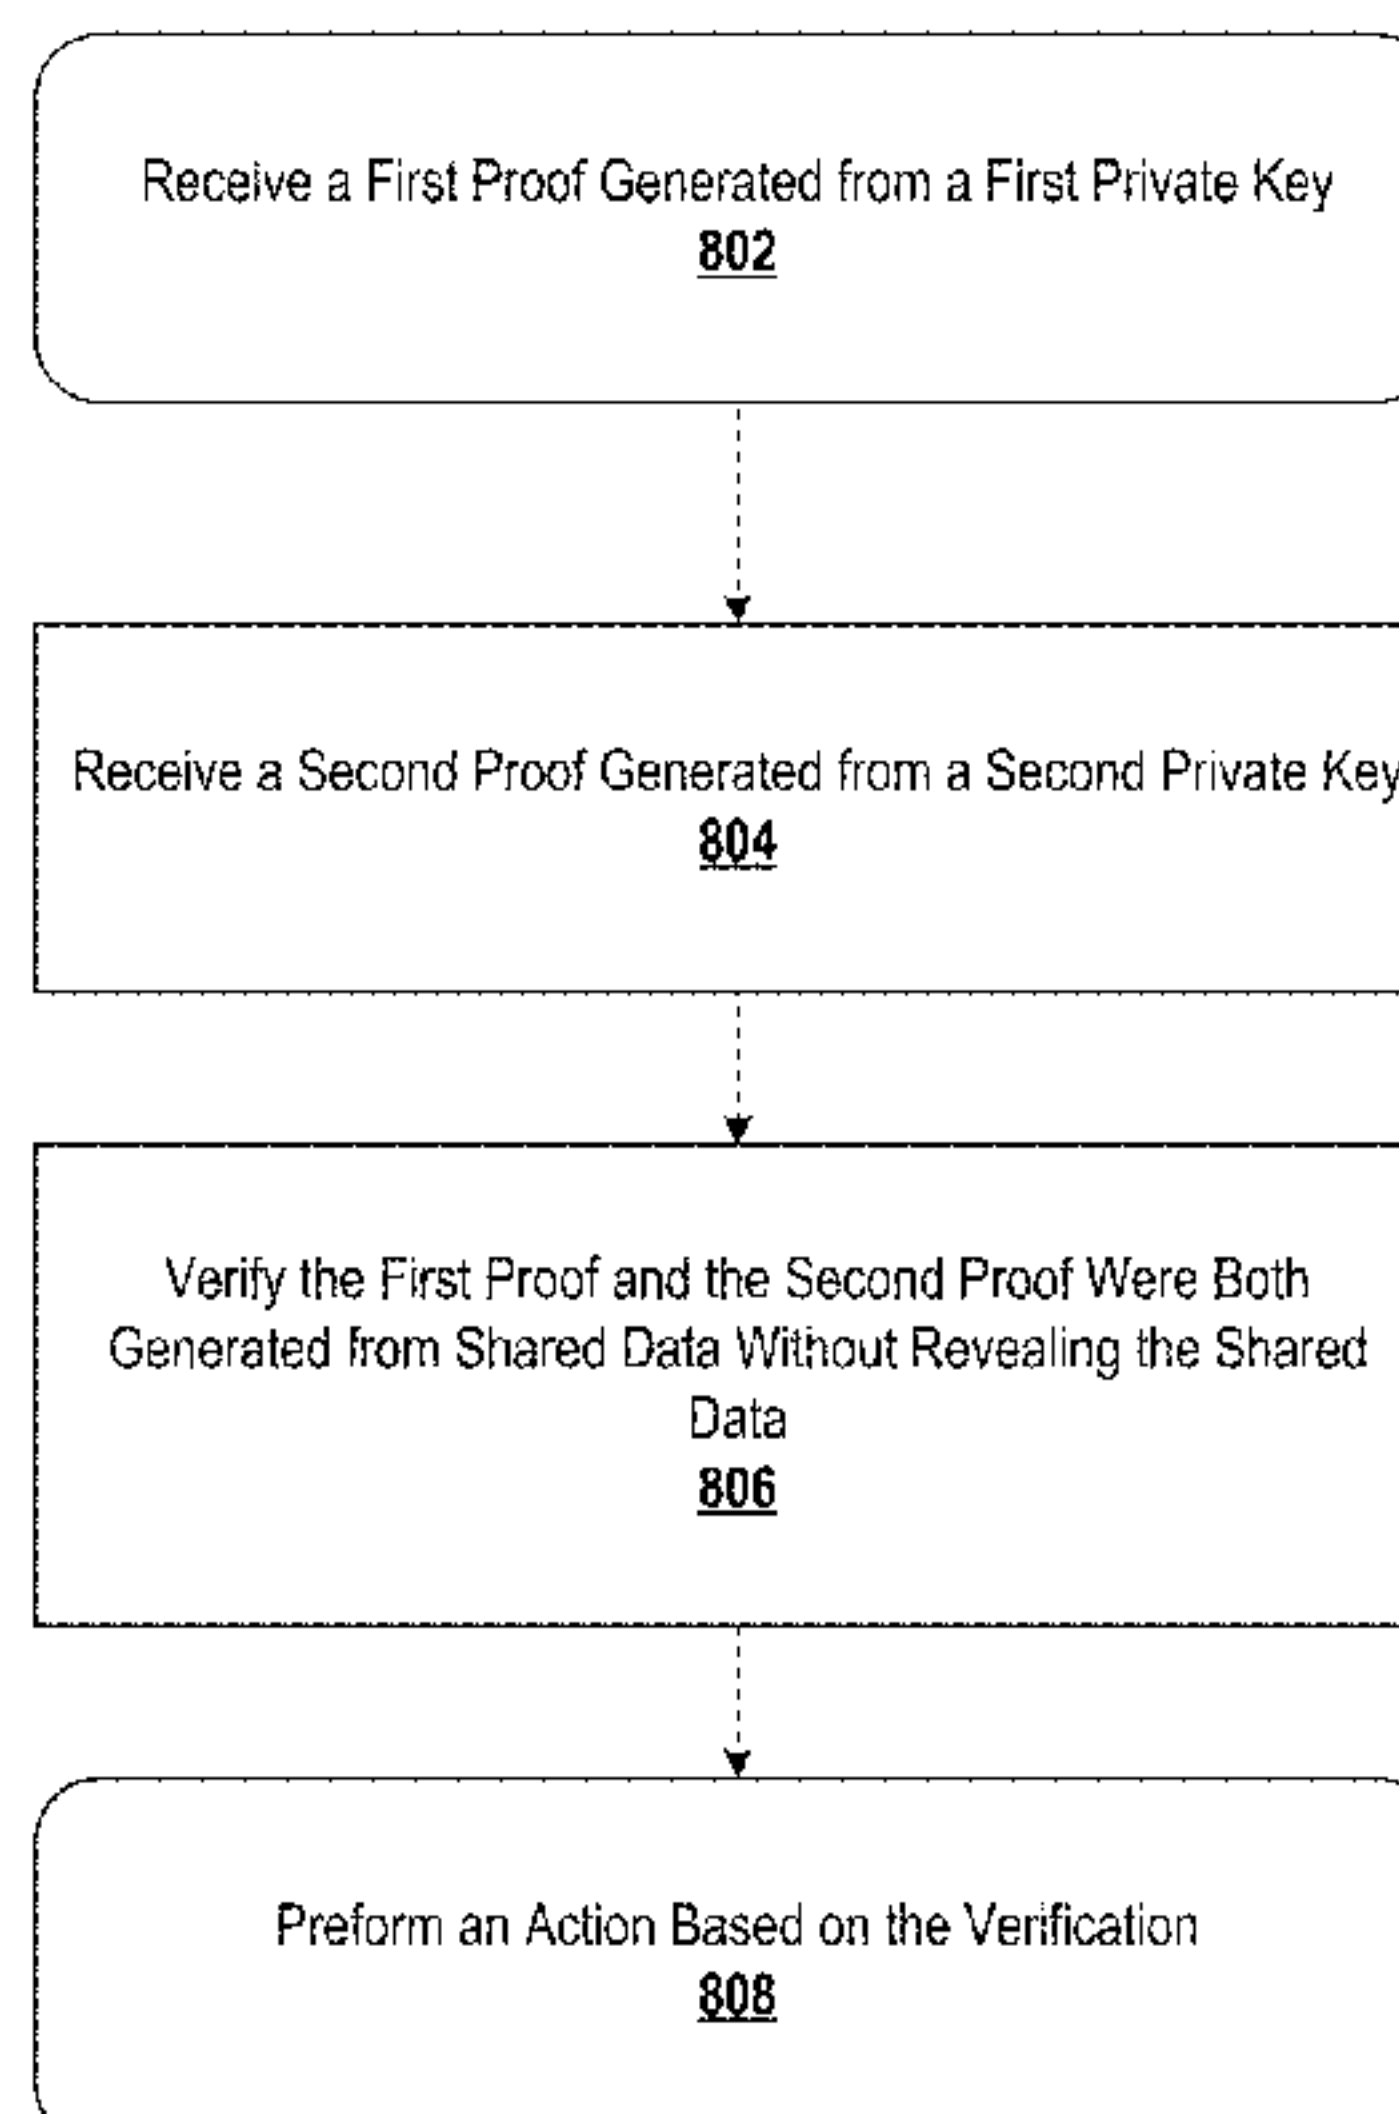 Receive a First Proof Generated from a First Private Key
802
Receive a Second Proof Generated from a Second Private Key
804
Verify the First Proof and the Second Proof Were Both
Generated from Shared Data Without Revealing the Shared
Data
806
Preform an Action Based on the Verification
808